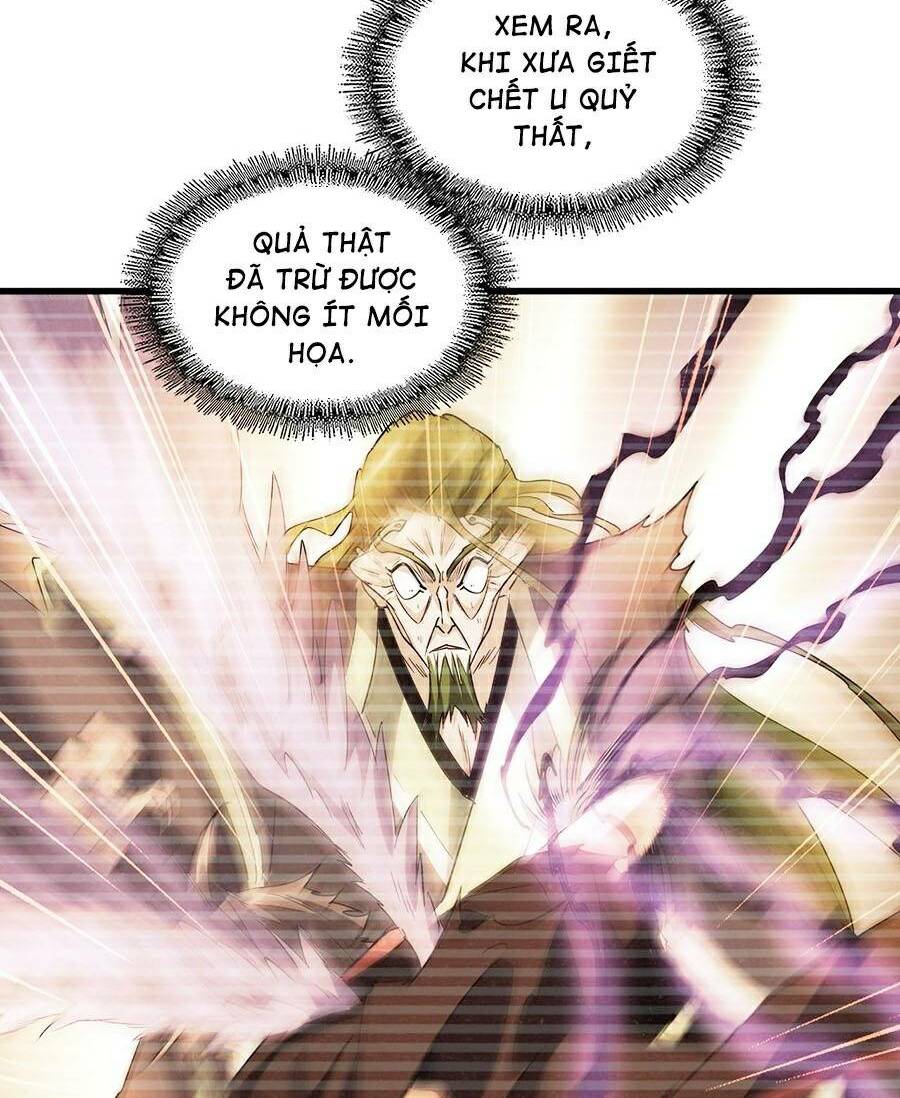 XEM RA,
KHI XƯA GIẾT
CHẾT U QUỶ
THẤT,
QUẢ THẬT
ĐÃ TRỪ ĐƯỢC
KHÔNG ÍT MỐI
HỌA.